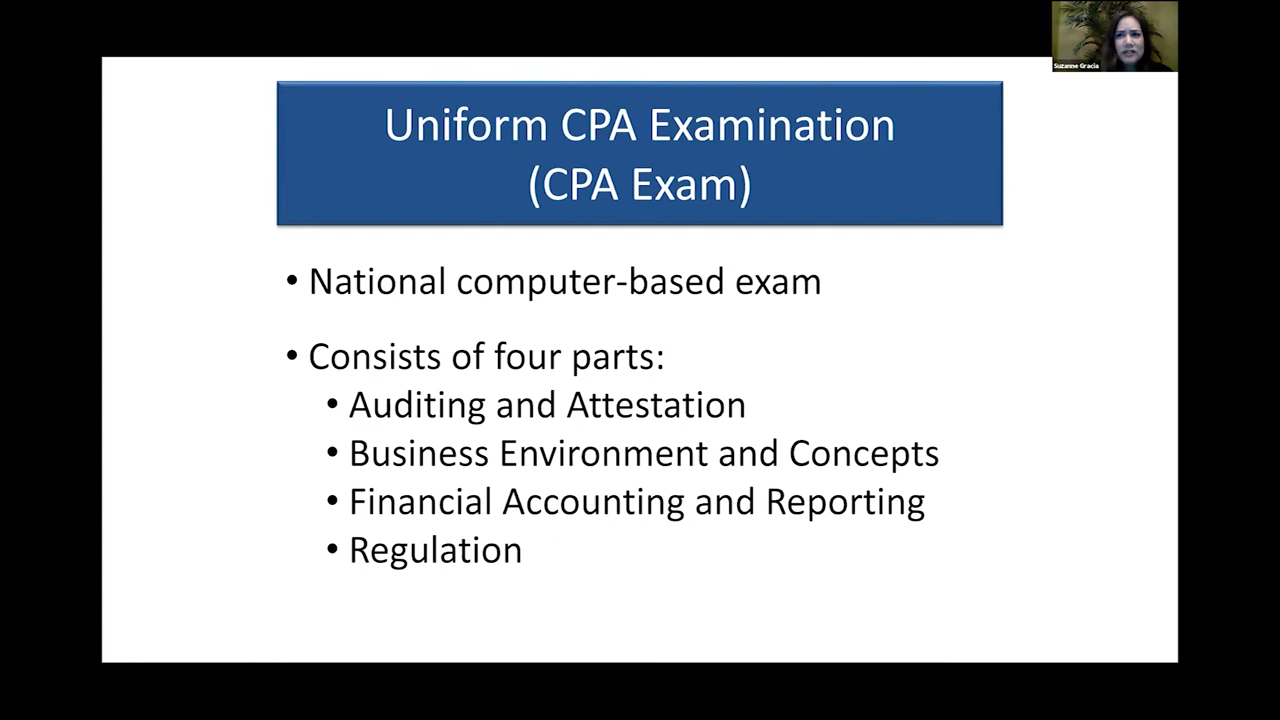 Suzanne Gracia
Uniform CPA Examination
(CPA Exam)
• National computer-based exam
• Consists of four parts:
• Auditing and Attestation
• Business Environment and Concepts
• Financial Accounting and Reporting
• Regulation